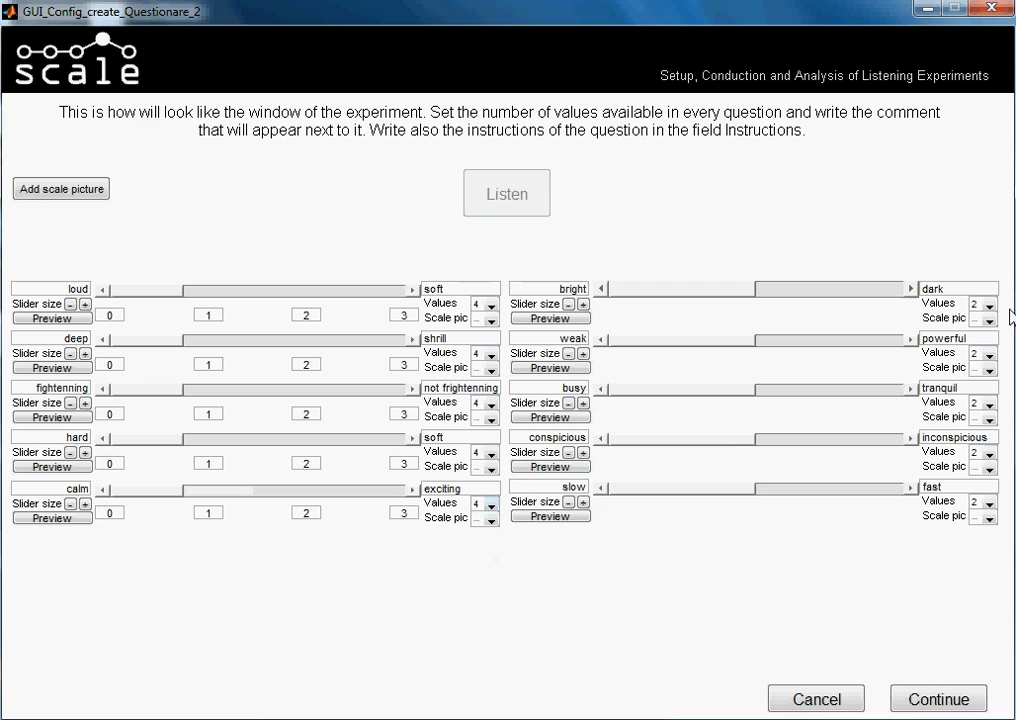 GUI_Config_create_Questionare_2
scale
Setup, Conduction and Analysis of Listening Experiments
This is how will look like the window of the experiment. Set the number of values available in every question and write the comment
that will appear next to it. Write also the instructions of the question in the field Instructions.
Add scale picture
Listen
loud soft
Slider size - + Values 4
Preview 0 1 2 3 Scale pic ...
deep shrill
Slider size - + Values 4
Preview 0 1 2 3 Scale pic ...
fightenning not frightenning
Slider size - + Values 4
Preview 0 1 2 3 Scale pic ...
hard soft
Slider size - + Values 4
Preview 0 1 2 3 Scale pic ...
calm exciting
Slider size - + Values 4
Preview 0 1 2 3 Scale pic ...
bright dark
Slider size - + Values 2
Preview Scale pic ...
weak powerful
Slider size - + Values 2
Preview Scale pic ...
busy tranquil
Slider size - + Values 2
Preview Scale pic ...
conspicious inconspicious
Slider size - + Values 2
Preview Scale pic ...
slow fast
Slider size - + Values 2
Preview Scale pic ...
Cancel Continue